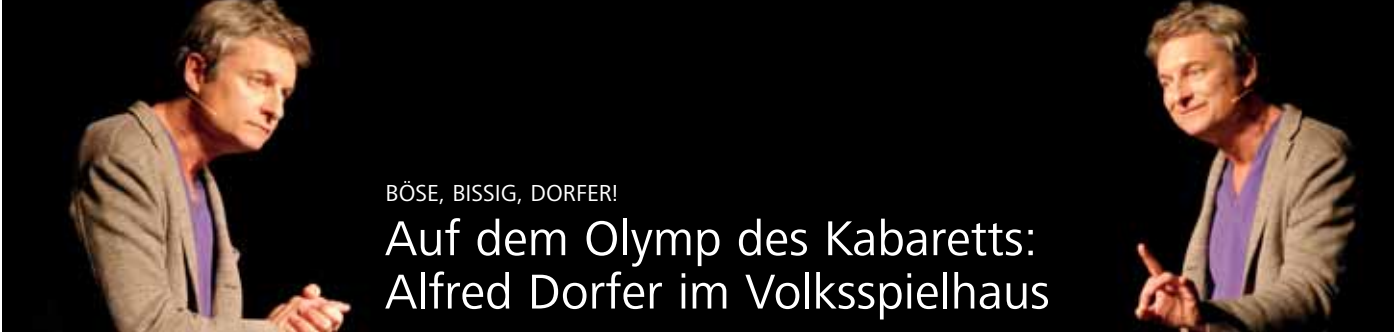 BÖSE, BISSIG, DORFER!
Auf dem Olymp des Kabaretts:
Alfred Dorfer im Volksspielhaus